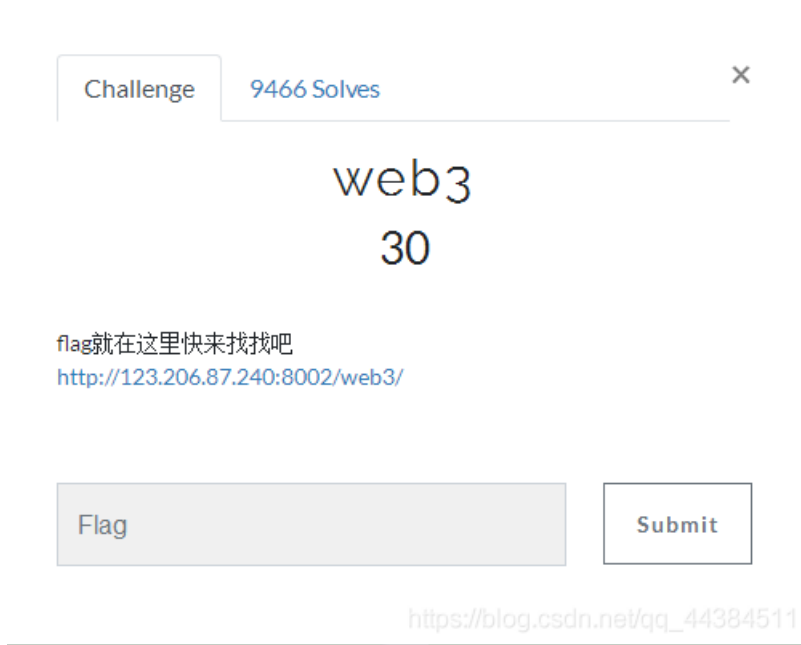 Challenge
9466 Solves
×
web3
30
flag就在这里快来找找吧
http://123.206.87.240:8002/web3/
Flag
Submit
https://blog.csdn.net/qq_44384511